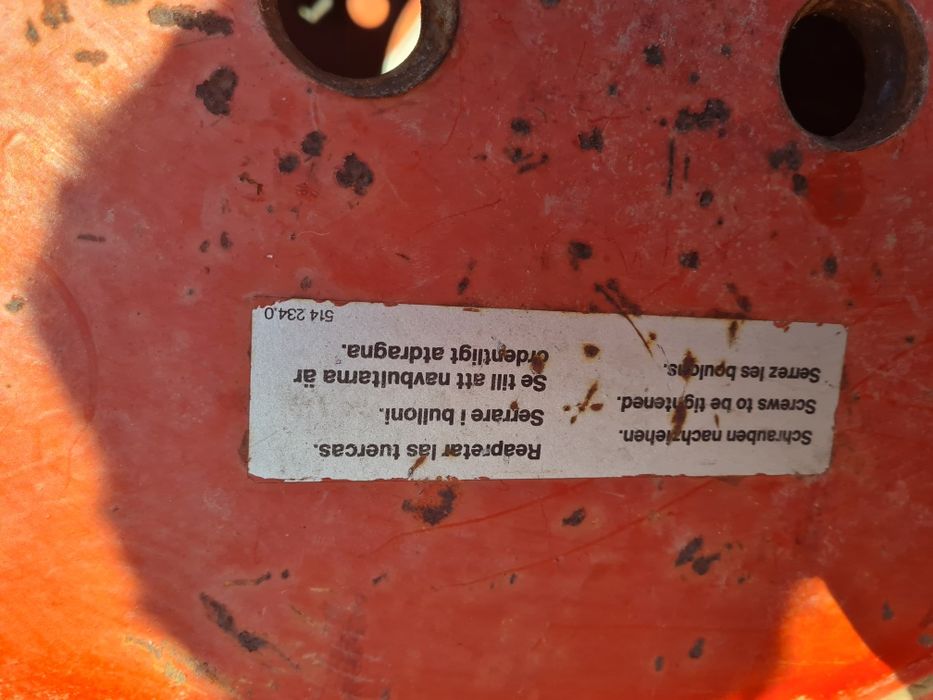 Schrauben nachziehen.
Screws to be tightened.
Serrez les boulons.
Reapretar las tuercas.
Serrare i bulloni.
Se till att navbultarna är
ordentligt atdragna.
514 234.0